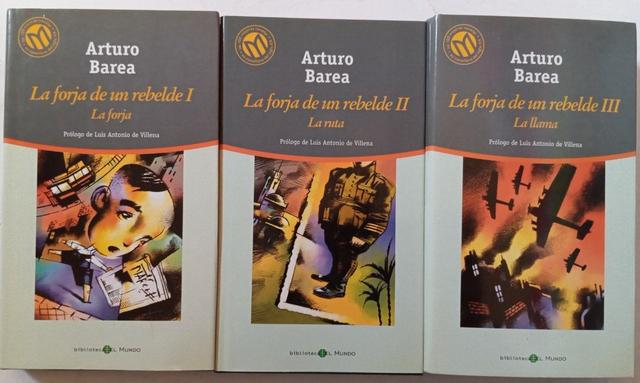 Arturo
Barea
La forja de un rebelde I
La forja
Prólogo de Luis Antonio de Villena
biblioteca EL MUNDO
Arturo
Barea
La forja de un rebelde II
La ruta
Prólogo de Luis Antonio de Villena
biblioteca EL MUNDO
Arturo
Barea
La forja de un rebelde III
La llama
Prólogo de Luis Antonio de Villena
biblioteca EL MUNDO